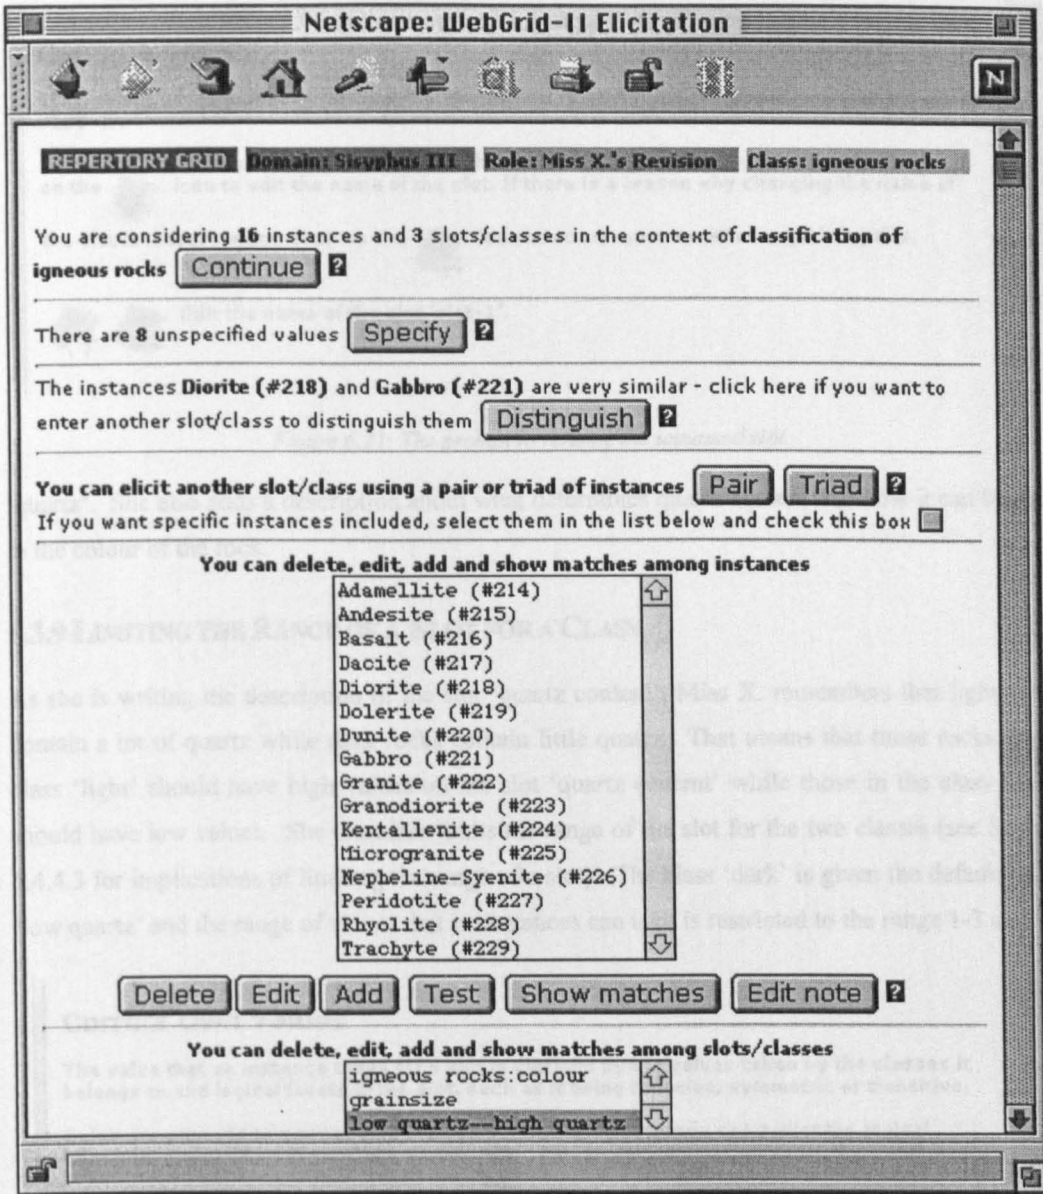 Netscape: WebGrid-II Elicitation
N
REPERTORY GRID Domain: Sisyphus III Role: Miss X.'s Revision Class: igneous rocks
You are considering 16 instances and 3 slots/classes in the context of classification of
igneous rocks Continue ?
There are 8 unspecified values Specify ?
The instances Diorite (#218) and Gabbro (#221) are very similar - click here if you want to
enter another slot/class to distinguish them Distinguish ?
You can elicit another slot/class using a pair or triad of instances Pair Triad ?
If you want specific instances included, select them in the list below and check this box
You can delete, edit, add and show matches among instances
Adamellite (#214)
Andesite (#215)
Basalt (#216)
Dacite (#217)
Diorite (#218)
Dolerite (#219)
Dunite (#220)
Gabbro (#221)
Granite (#222)
Granodiorite (#223)
Kentallenite (#224)
Microgranite (#225)
Nepheline-Syenite (#226)
Peridotite (#227)
Rhyolite (#228)
Trachyte (#229)
Delete Edit Add Test Show matches Edit note ?
You can delete, edit, add and show matches among slots/classes
igneous rocks colour
grainsize
low quartz--high quartz